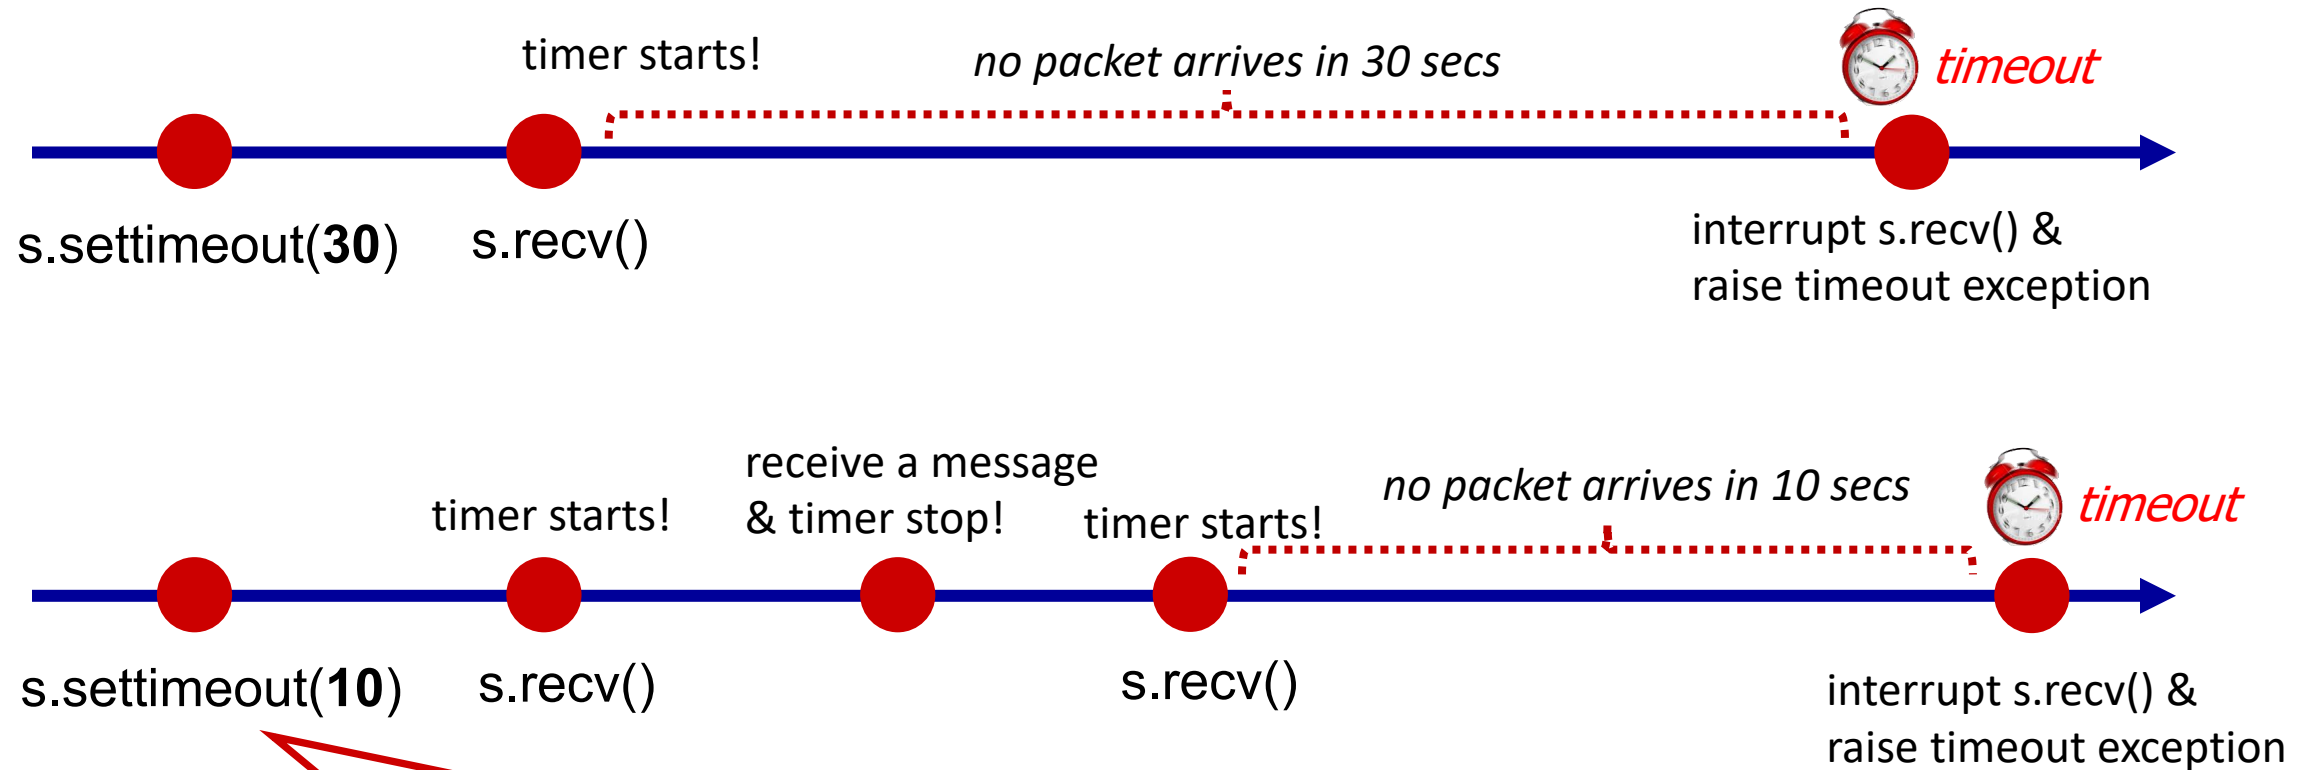 timer starts!
no packet arrives in 30 secs
timeout
s.settimeout(30)
s.recv()
interrupt s.recv() &
raise timeout exception
timer starts!
receive a message
& timer stop!
timer starts!
no packet arrives in 10 secs
timeout
s.settimeout(10)
s.recv()
s.recv()
interrupt s.recv() &
raise timeout exception